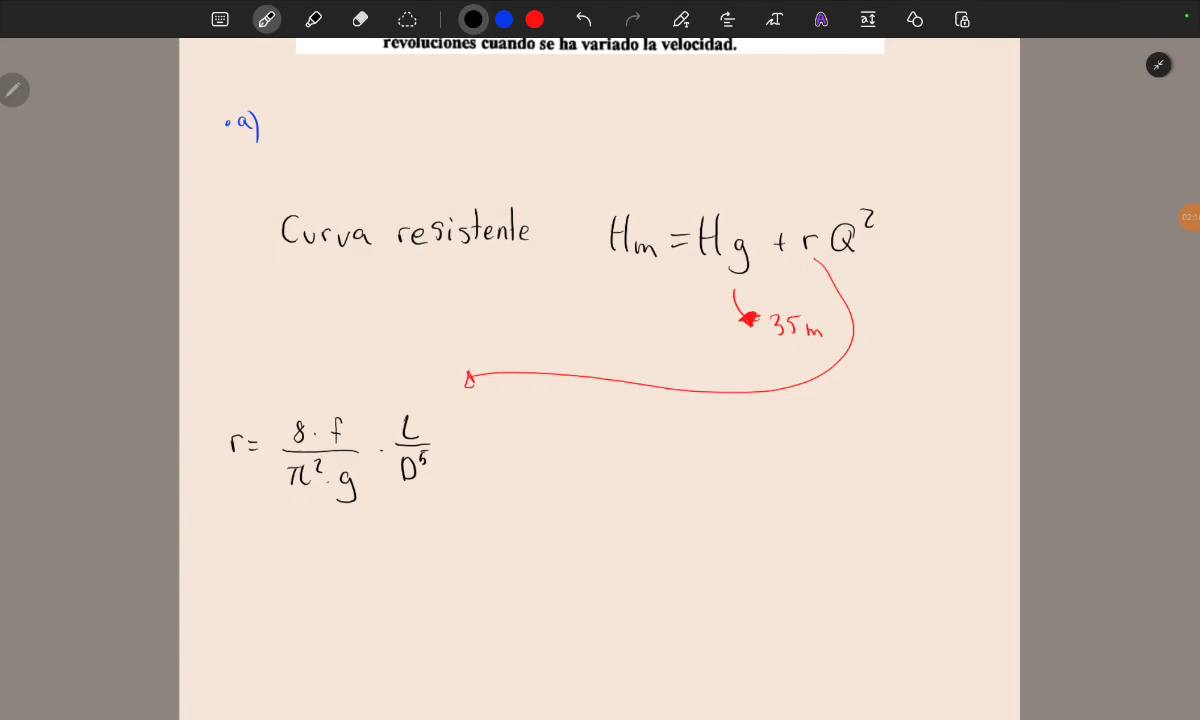 revoluciones cuando se ha variado la velocidad.
• a)
Curva resistente Hm = Hg + r Q²
35 m
r = 8 · f / π² · g · L / D⁵